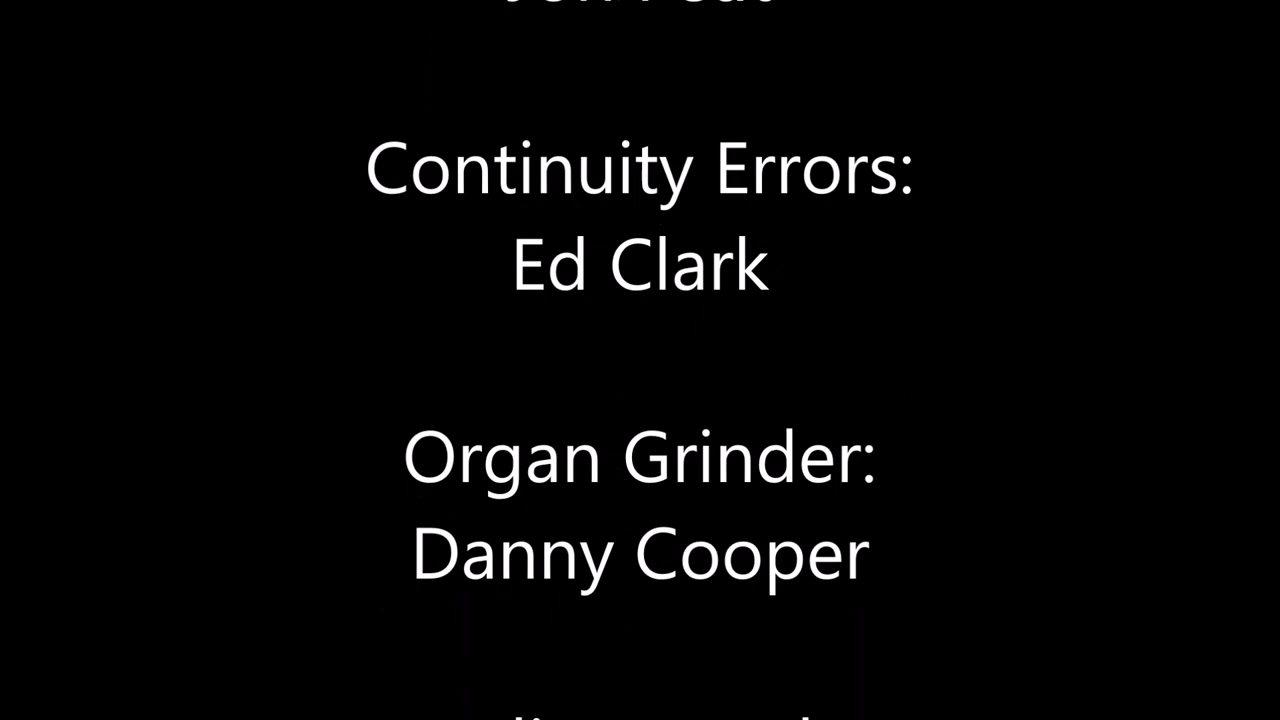 Continuity Errors:
Ed Clark
Organ Grinder:
Danny Cooper